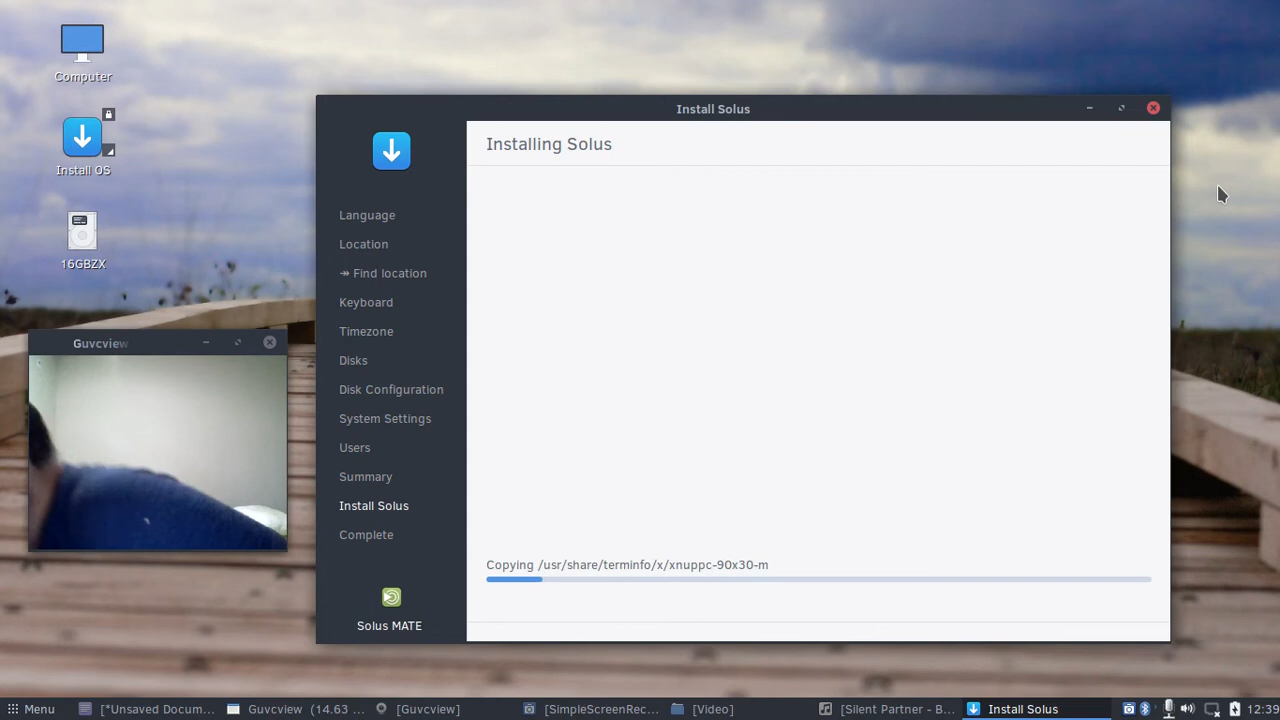 Computer
Install OS
16GBZX
Guvcview
Install Solus
Installing Solus
Language
Location
↠ Find location
Keyboard
Timezone
Disks
Disk Configuration
System Settings
Users
Summary
Install Solus
Complete
Solus MATE
Copying /usr/share/terminfo/x/xnuppc-90x30-m
Menu
[*Unsaved Docum...
Guvcview (14.63 ...
[Guvcview]
[SimpleScreenRec...
[Video]
[Silent Partner - B...
Install Solus
12:39